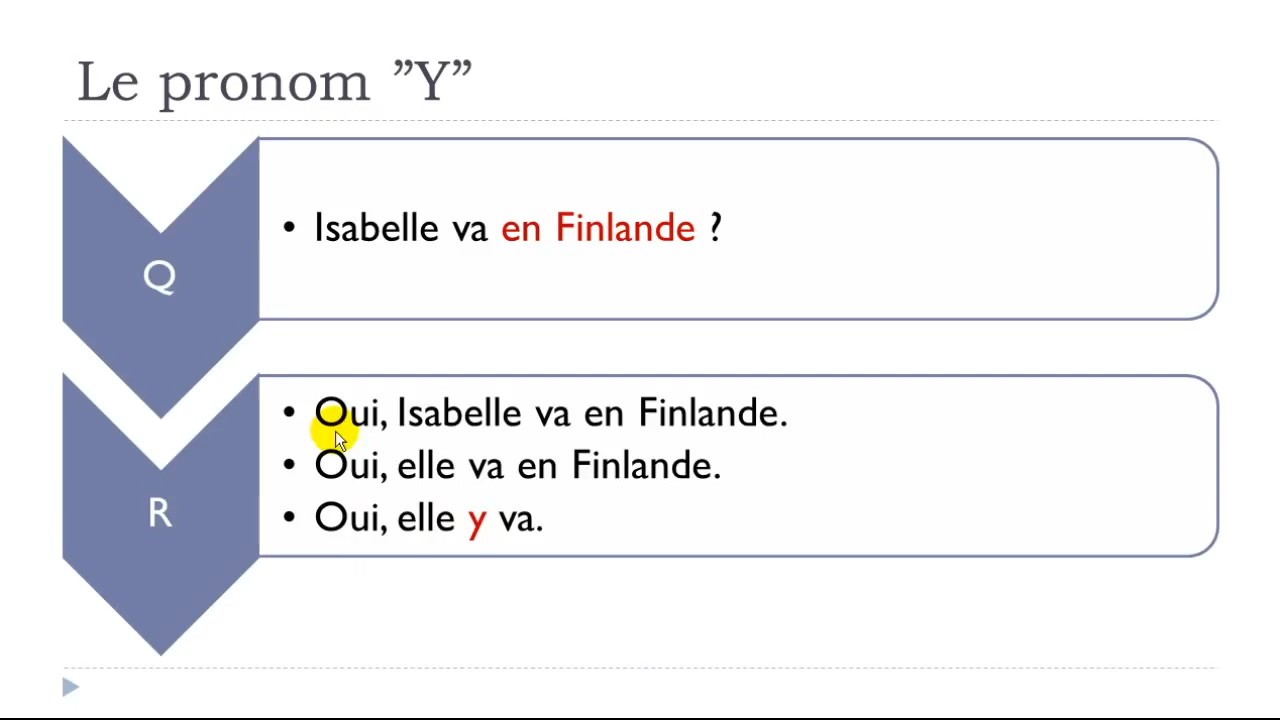 Le pronom ”Y”
Q
• Isabelle va en Finlande ?
R
• Oui, Isabelle va en Finlande.
• Oui, elle va en Finlande.
• Oui, elle y va.